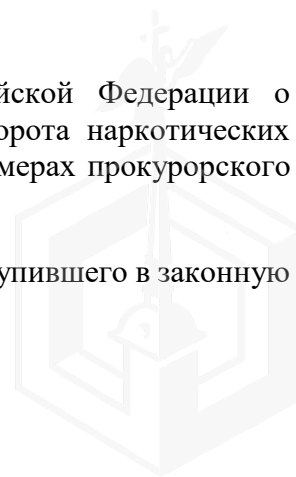 йской Федерации о
орота наркотических
мерах прокурорского
упившего в законную